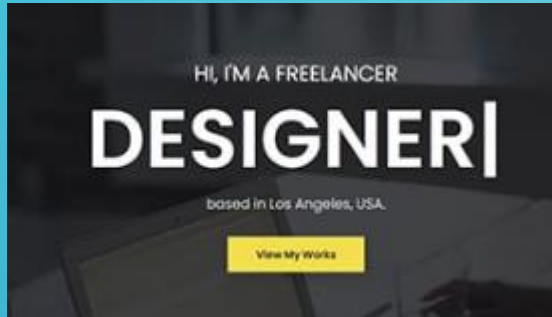 HI, I'M A FREELANCER
DESIGNER|
based in Los Angeles, USA.
View My Works